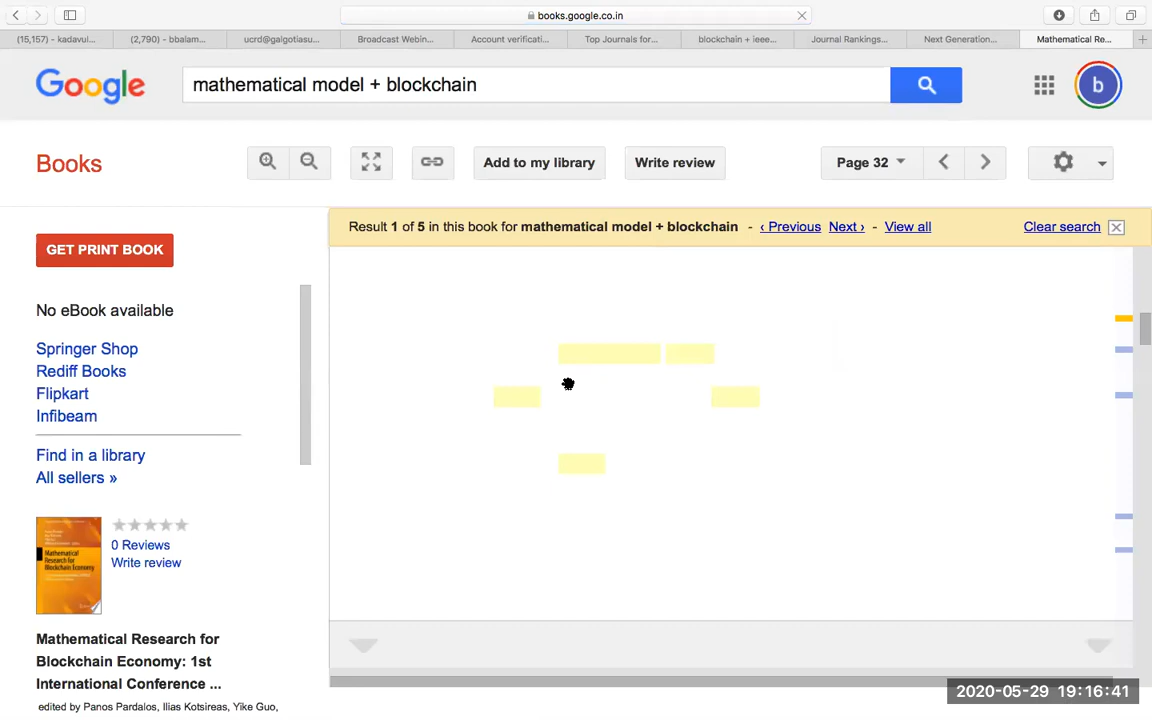 books.google.co.in
(15,157) - kadavul...
(2,790) - bbalam...
ucrd@galgotiasu...
Broadcast Webin...
Account verificati...
Top Journals for...
blockchain + ieee...
Journal Rankings...
Next Generation...
Mathematical Re...
Google
mathematical model + blockchain
b
Books
Add to my library
Write review
Page 32
GET PRINT BOOK
Result 1 of 5 in this book for mathematical model + blockchain - ‹ Previous Next › - View all
Clear search
No eBook available
Springer Shop
Rediff Books
Flipkart
Infibeam
Find in a library
All sellers »
Mathematical
Research for
Blockchain Economy
0 Reviews
Write review
Mathematical Research for
Blockchain Economy: 1st
International Conference ...
edited by Panos Pardalos, Ilias Kotsireas, Yike Guo,
2020-05-29 19:16:41